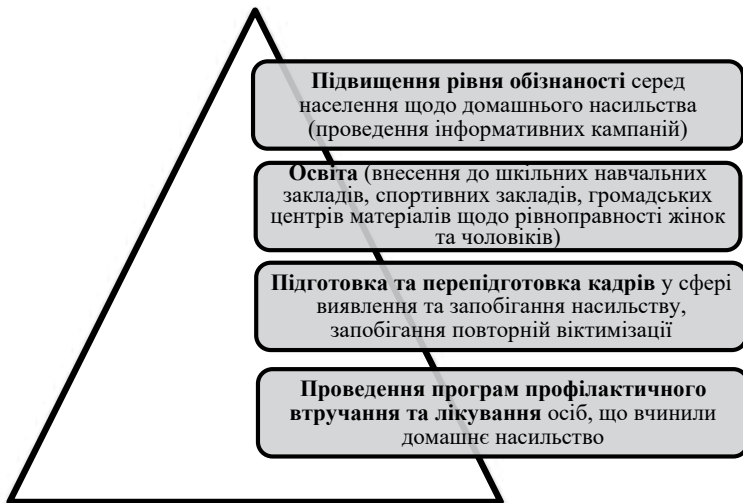 Підвищення рівня обізнаності серед
населення щодо домашнього насильства
(проведення інформативних кампаній)
Освіта (внесення до шкільних навчальних
закладів, спортивних закладів, громадських
центрів матеріалів щодо рівноправності жінок
та чоловіків)
Підготовка та перепідготовка кадрів у сфері
виявлення та запобігання насильству,
запобігання повторній віктимізації
Проведення програм профілактичного
втручання та лікування осіб, що вчинили
домашнє насильство